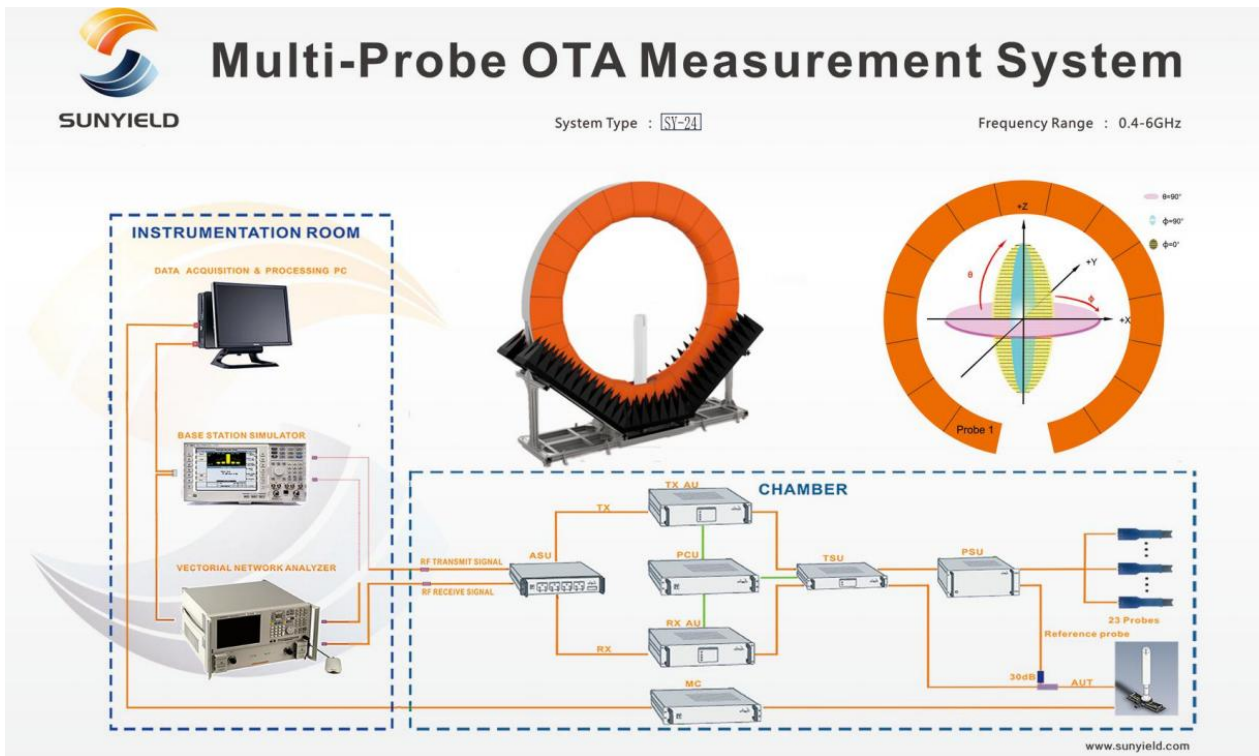 SUNYIELD
Multi-Probe OTA Measurement System
System Type : SY-24
Frequency Range : 0.4-6GHz
INSTRUMENTATION ROOM
DATA ACQUISITION & PROCESSING PC
BASE STATION SIMULATOR
VECTORIAL NETWORK ANALYZER
+Z
θ
+Y
ϕ
+X
Probe 1
θ=90°
ϕ=90°
ϕ=0°
CHAMBER
RF TRANSMIT SIGNAL
RF RECEIVE SIGNAL
ASU
TX
TX AU
PCU
RX AU
RX
MC
TSU
PSU
23 Probes
Reference probe
30dB
AUT
www.sunyield.com